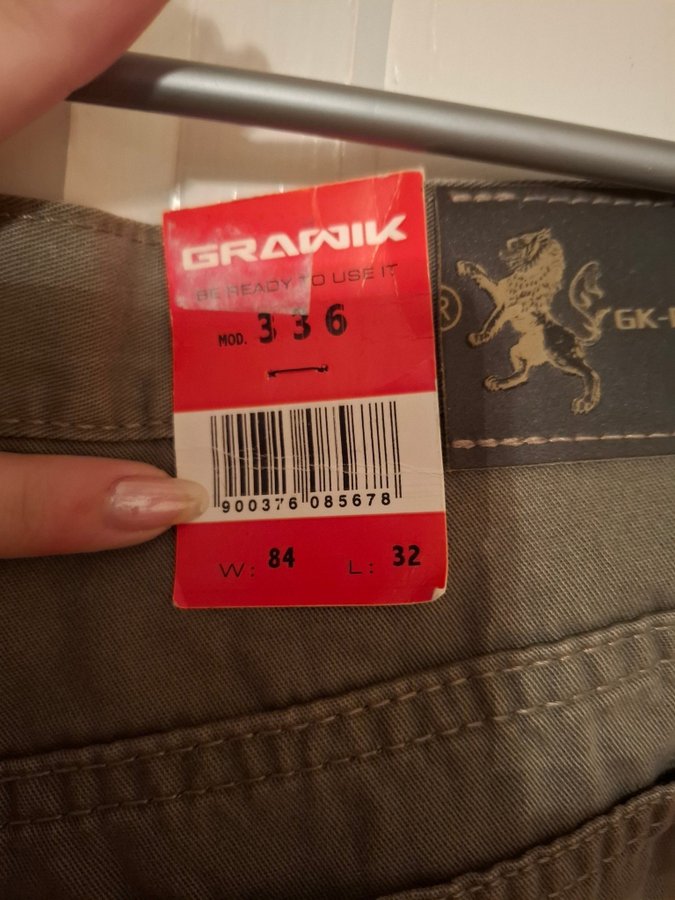 GRAWIK
BE READY TO USE IT
MOD. 336
900376 085678
W: 84 L: 32
®
GK-